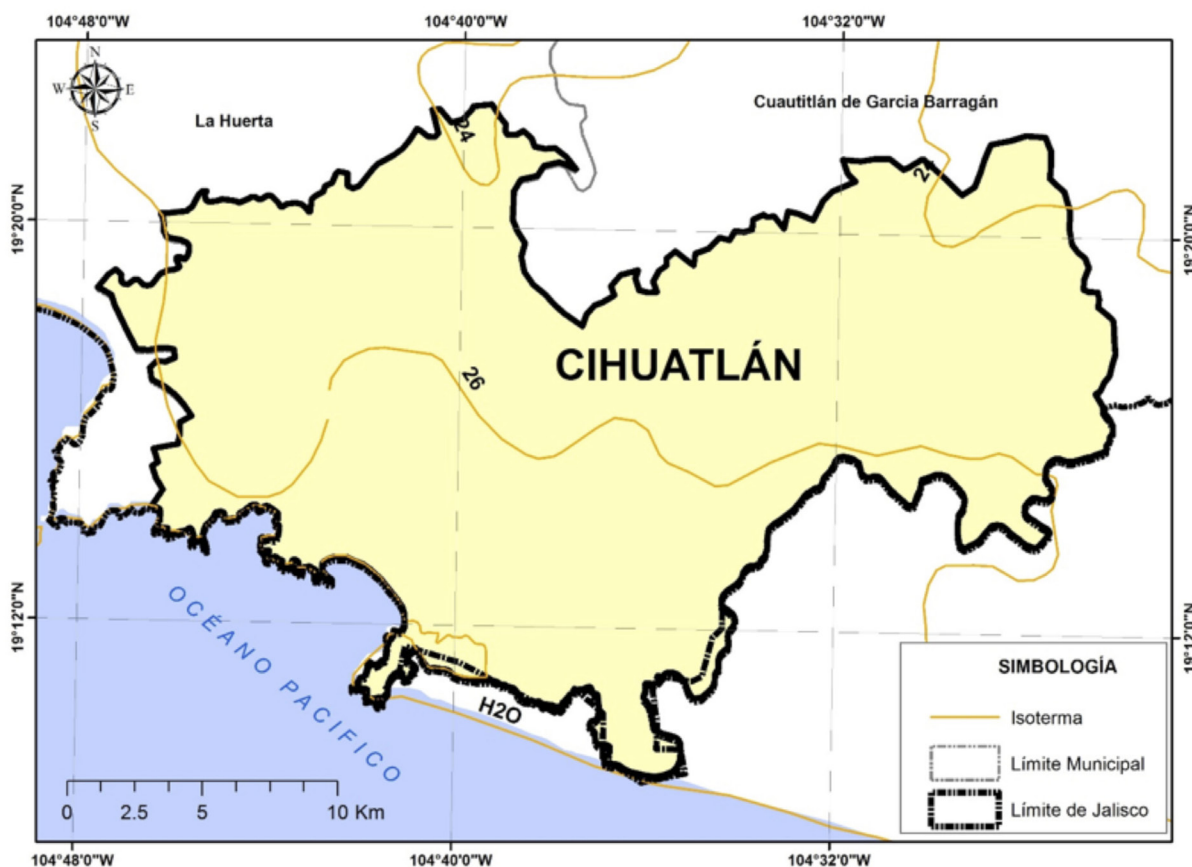 104°48'0"W 104°40'0"W 104°32'0"W
N
W E
S
La Huerta
Cuautitlán de Garcia Barragán
24
19°20'0"N 19°20'0"N
CIHUATLÁN
26
19°12'0"N 19°12'0"N
OCÉANO PACIFICO
H2O
SIMBOLOGÍA
Isoterma
Límite Municipal
Límite de Jalisco
0 2.5 5 10 Km
104°48'0"W 104°40'0"W 104°32'0"W